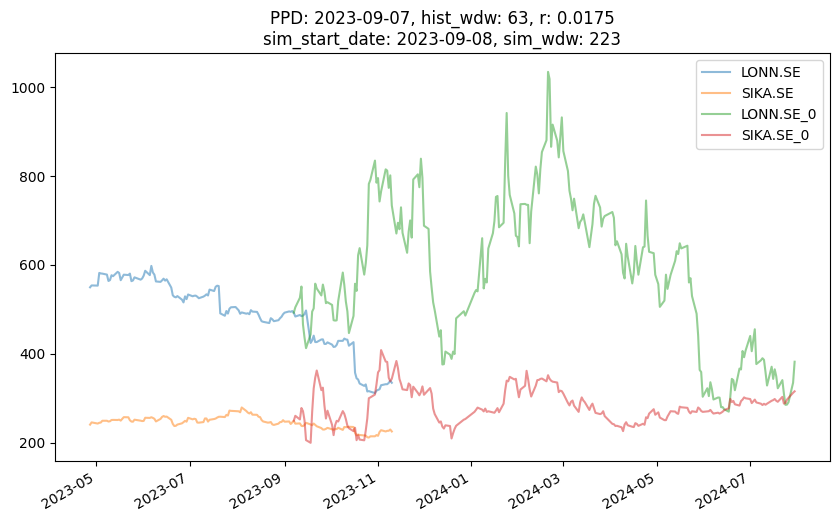 PPD: 2023-09-07, hist_wdw: 63, r: 0.0175
sim_start_date: 2023-09-08, sim_wdw: 223
LONN.SE
SIKA.SE
LONN.SE_0
SIKA.SE_0
1000
800
600
400
200
2023-05
2023-07
2023-09
2023-11
2024-01
2024-03
2024-05
2024-07